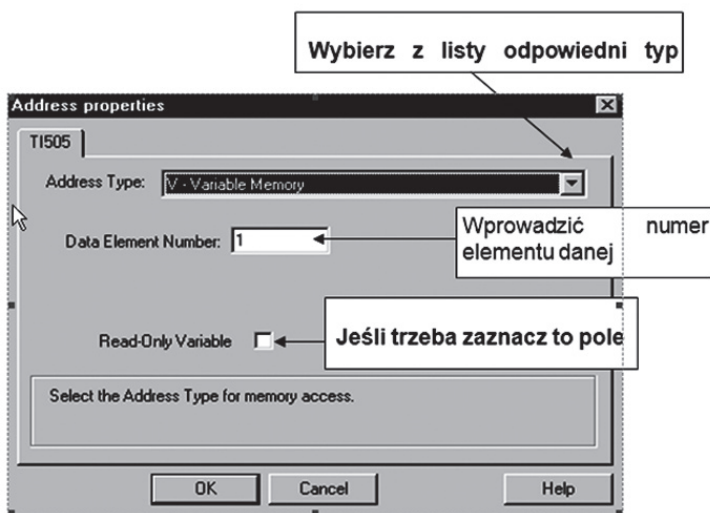 Wybierz z listy odpowiedni typ
Address properties
TI505
Address Type: V - Variable Memory
Wprowadzić numer
elementu danej
Data Element Number: 1
Read-Only Variable
Jeśli trzeba zaznacz to pole
Select the Address Type for memory access.
OK Cancel Help